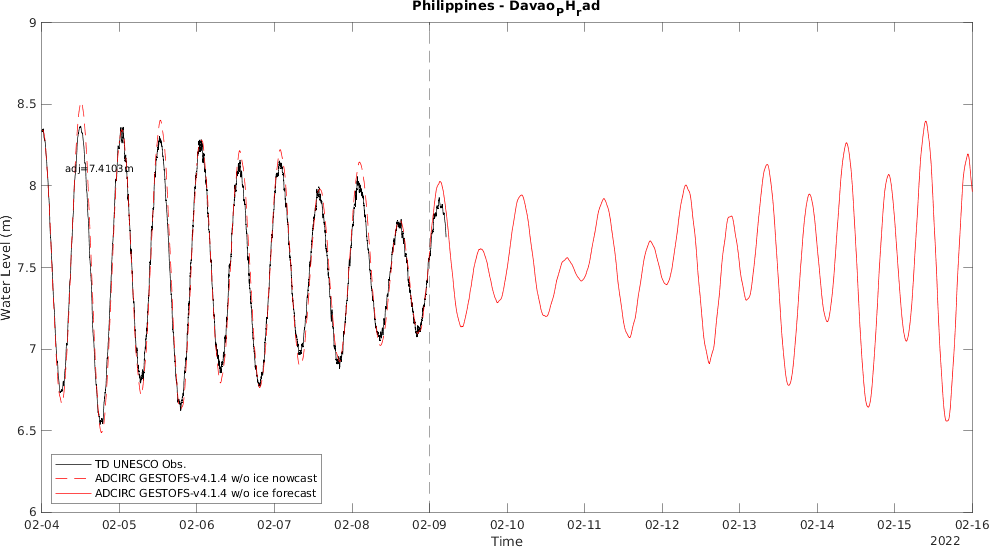 Philippines - Davao_PH_rad
9
8.5
8
7.5
7
6.5
6
Water Level (m)
adj=7.4103m
TD UNESCO Obs.
ADCIRC GESTOFS-v4.1.4 w/o ice nowcast
ADCIRC GESTOFS-v4.1.4 w/o ice forecast
02-04 02-05 02-06 02-07 02-08 02-09 02-10 02-11 02-12 02-13 02-14 02-15 02-16
Time
2022